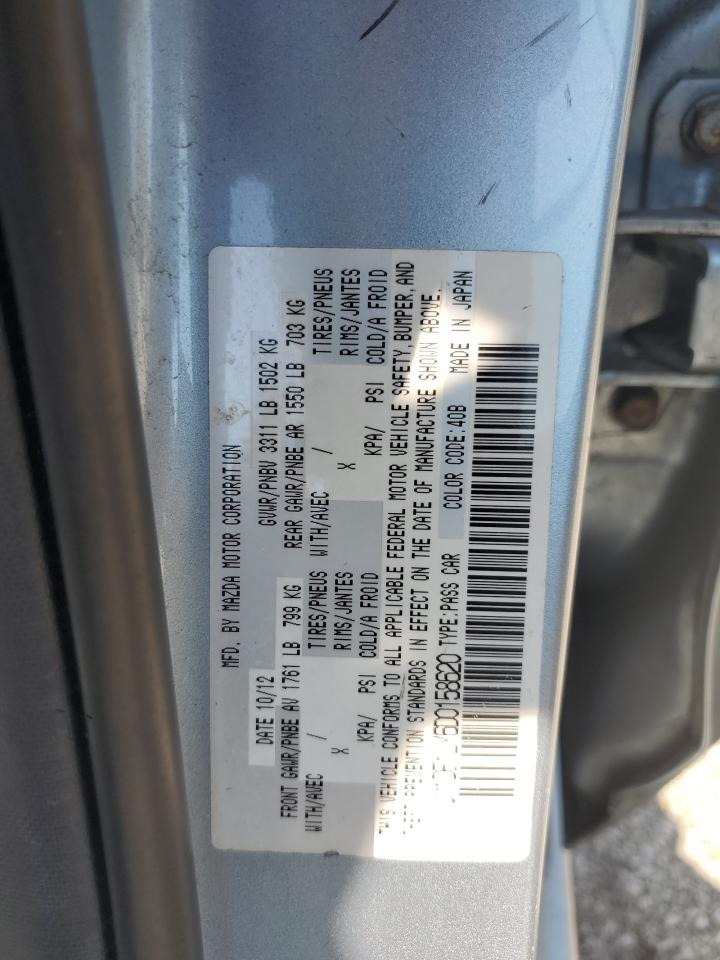 MFD. BY MAZDA MOTOR CORPORATION
DATE 10/12 GVWR/PNBV 3311 LB 1502 KG
FRONT GAWR/PNBE AV 1761 LB 799 KG REAR GAWR/PNBE AR 1550 LB 703 KG
WITH/AVEC / TIRES/PNEUS WITH/AVEC / TIRES/PNEUS
X RIMS/JANTES X RIMS/JANTES
KPA/ PSI COLD/A FROID KPA/ PSI COLD/A FROID
THIS VEHICLE CONFORMS TO ALL APPLICABLE FEDERAL MOTOR VEHICLE SAFETY, BUMPER, AND
THEFT PREVENTION STANDARDS IN EFFECT ON THE DATE OF MANUFACTURE SHOWN ABOVE.
TYPE:PASS CAR COLOR CODE:40B MADE IN JAPAN